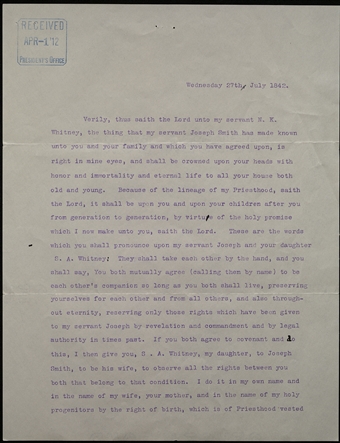 RECEIVED
APR-1 '12
PRESIDENT'S OFFICE
Wednesday 27th, July 1842.
Verily, thus saith the Lord unto my servant N. K.
Whitney, the thing that my servant Joseph Smith has made known
unto you and your family and which you have agreed upon, is
right in mine eyes, and shall be crowned upon your heads with
honor and immortality and eternal life to all your house both
old and young. Because of the lineage of my Priesthood, saith
the Lord, it shall be upon you and upon your children after you
from generation to generation, by virtue of the holy promise
which I now make unto you, saith the Lord. These are the words
which you shall pronounce upon my servant Joseph and your daughter
S. A. Whitney; They shall take each other by the hand, and you
shall say, You both mutually agree (calling them by name) to be
each other's companion so long as you both shall live, preserving
yourselves for each other and from all others, and also through-
out eternity, reserving only those rights which have been given
to my servant Joseph by revelation and commandment and by legal
authority in times past. If you both agree to covenant and do
this, I then give you, S. A. Whitney, my daughter, to Joseph
Smith, to be his wife, to observe all the rights between you
both that belong to that condition. I do it in my own name and
in the name of my wife, your mother, and in the name of my holy
progenitors by the right of birth, which is of Priesthood vested